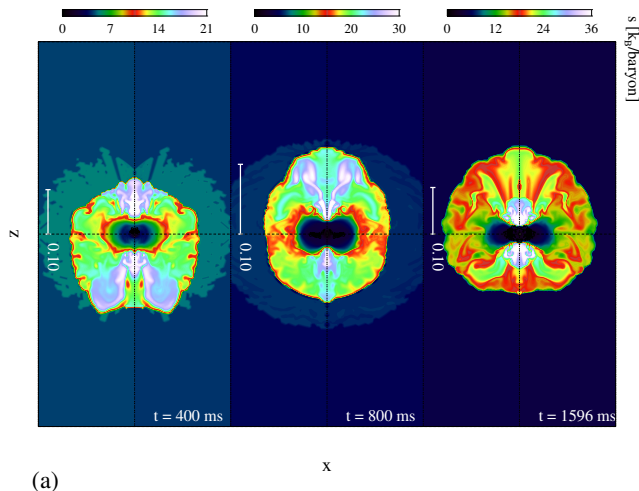 0 7 14 21 0 10 20 30 0 12 24 36
s [k_B/baryon]
z
0.10 0.10 0.10
t = 400 ms t = 800 ms t = 1596 ms
x
(a)